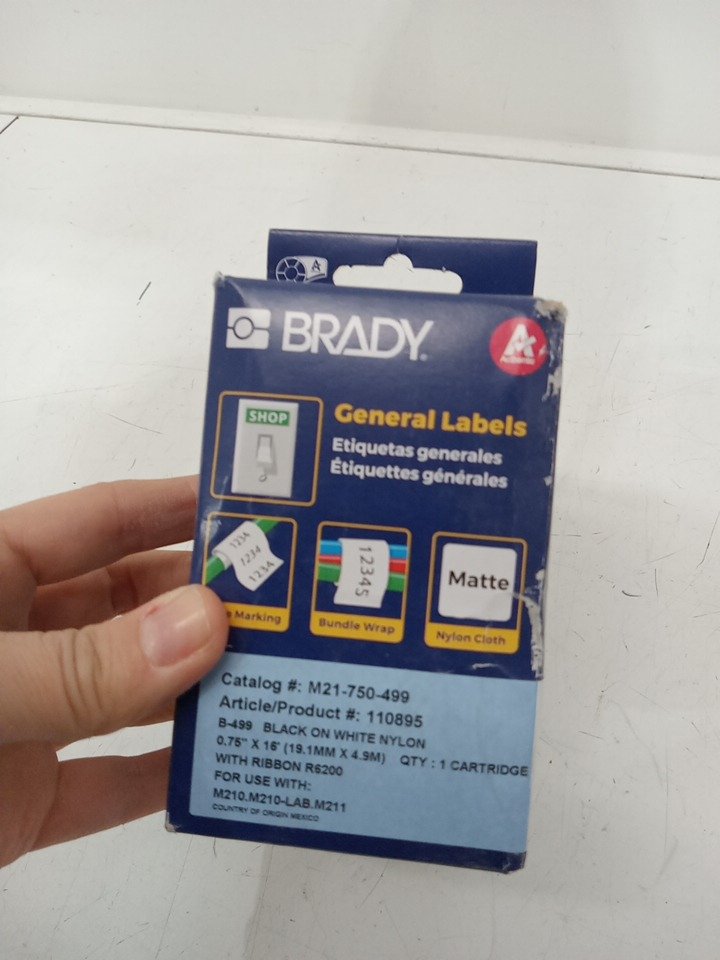 BRADY
Authentic
SHOP
General Labels
Etiquetas generales
Étiquettes générales
1234
1234
1234
12345
Matte
Marking
Bundle Wrap
Nylon Cloth
Catalog #: M21-750-499
Article/Product #: 110895
B-499 BLACK ON WHITE NYLON
0.75" X 16' (19.1MM X 4.9M) QTY : 1 CARTRIDGE
WITH RIBBON R6200
FOR USE WITH:
M210.M210-LAB.M211
COUNTRY OF ORIGIN MEXICO